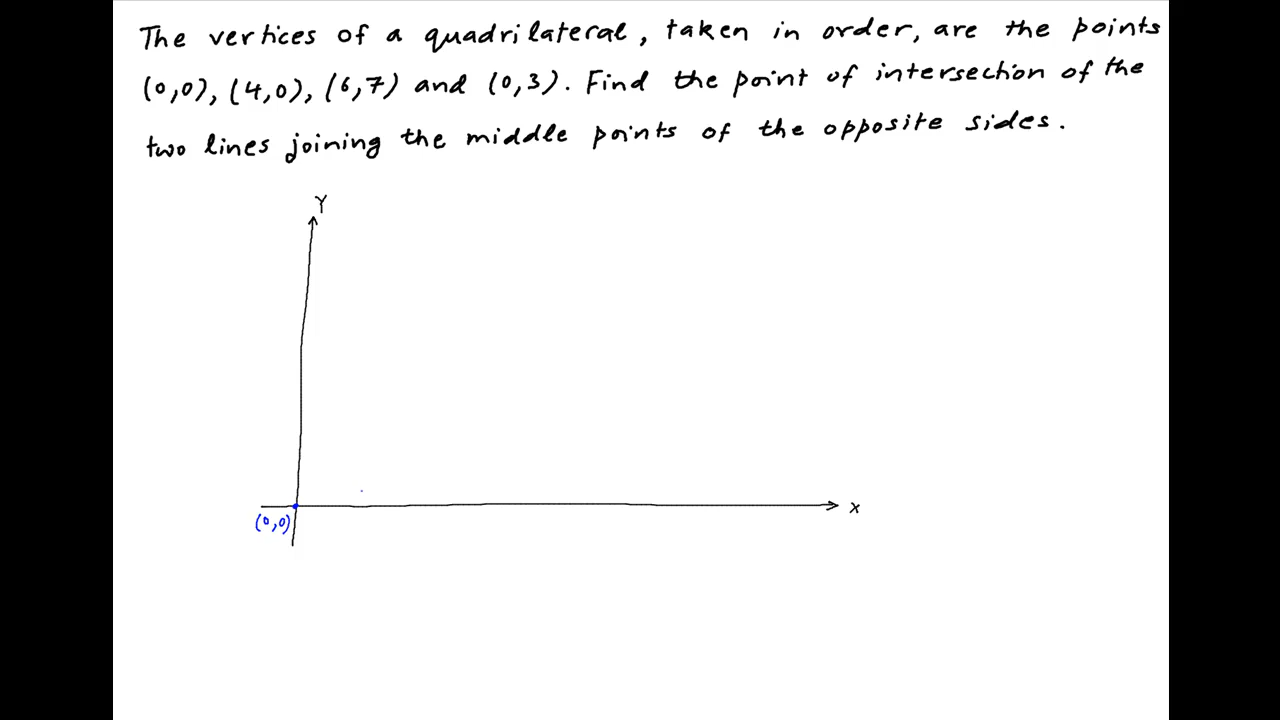 The vertices of a quadrilateral, taken in order, are the points
(0,0), (4,0), (6,7) and (0,3). Find the point of intersection of the
two lines joining the middle points of the opposite sides.
Y
X
(0,0)